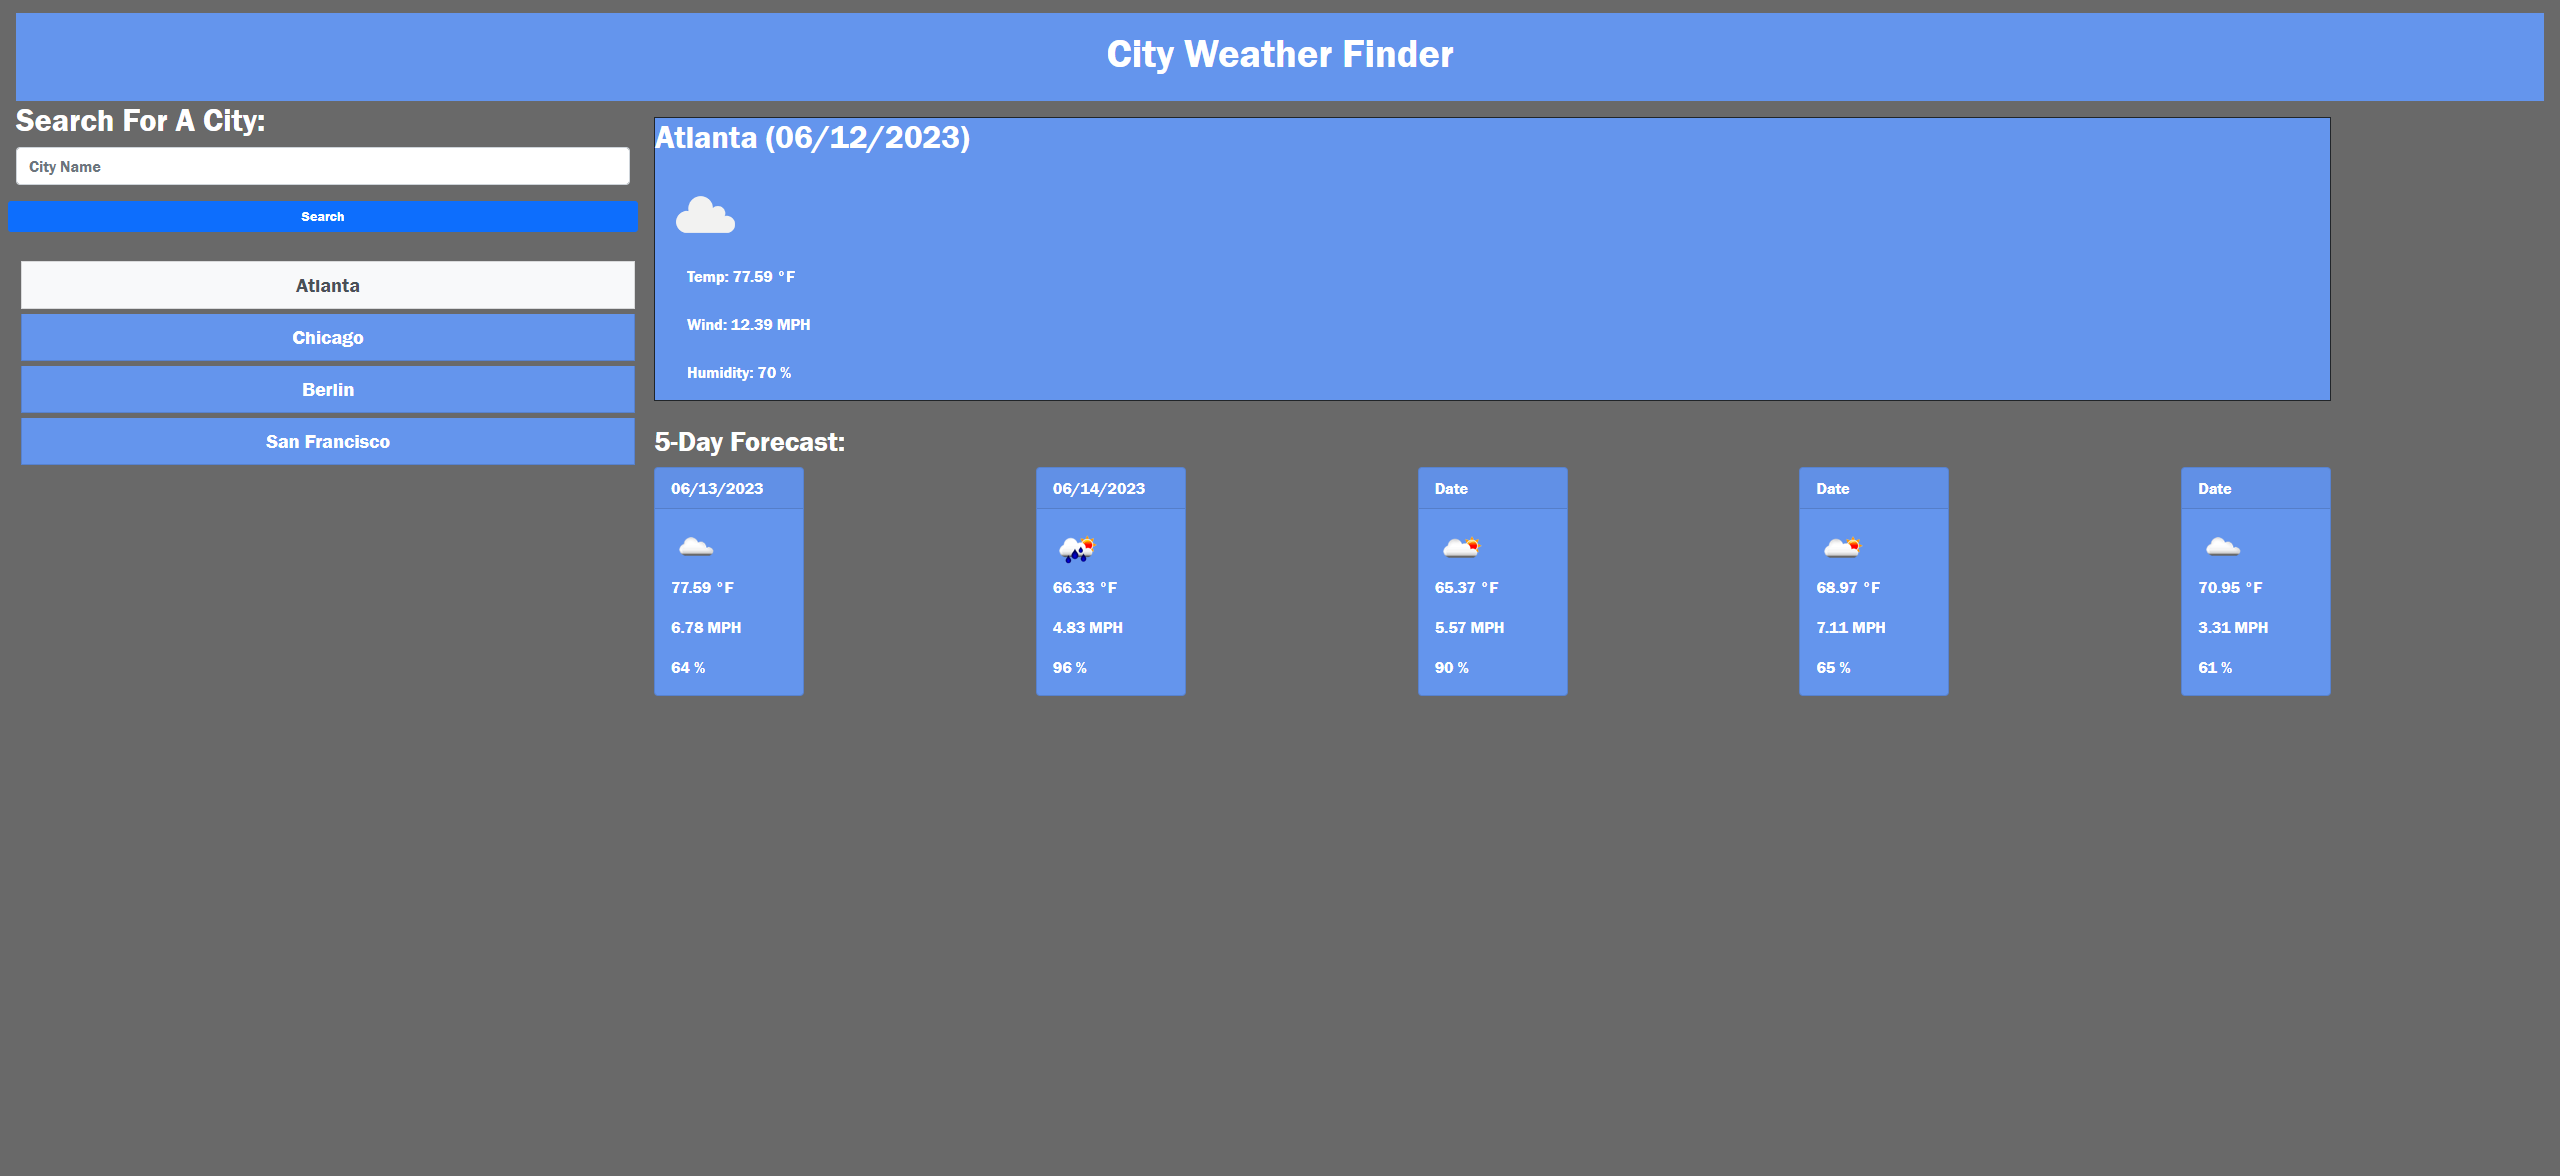 City Weather Finder
Search For A City:
City Name
Search
Atlanta
Chicago
Berlin
San Francisco
Atlanta (06/12/2023)
Temp: 77.59 °F
Wind: 12.39 MPH
Humidity: 70 %
5-Day Forecast:
06/13/2023
77.59 °F
6.78 MPH
64 %
06/14/2023
66.33 °F
4.83 MPH
96 %
Date
65.37 °F
5.57 MPH
90 %
Date
68.97 °F
7.11 MPH
65 %
Date
70.95 °F
3.31 MPH
61 %